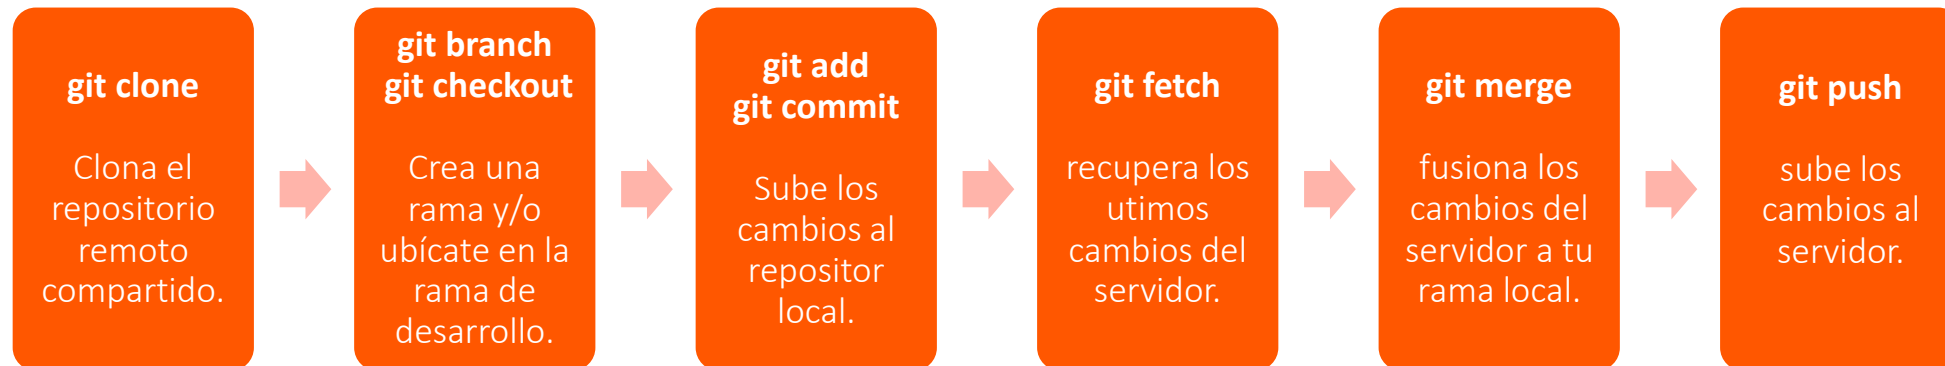 git clone
Clona el
repositorio
remoto
compartido.
git branch
git checkout
Crea una
rama y/o
ubícate en la
rama de
desarrollo.
git add
git commit
Sube los
cambios al
repositor
local.
git fetch
recupera los
utimos
cambios del
servidor.
git merge
fusiona los
cambios del
servidor a tu
rama local.
git push
sube los
cambios al
servidor.